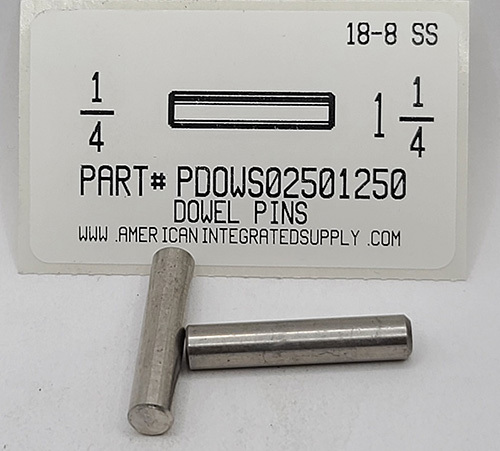 18-8 SS
1/4 1 1/4
PART# PDOWS02501250
DOWEL PINS
WWW.AMERICANINTEGRATEDSUPPLY.COM